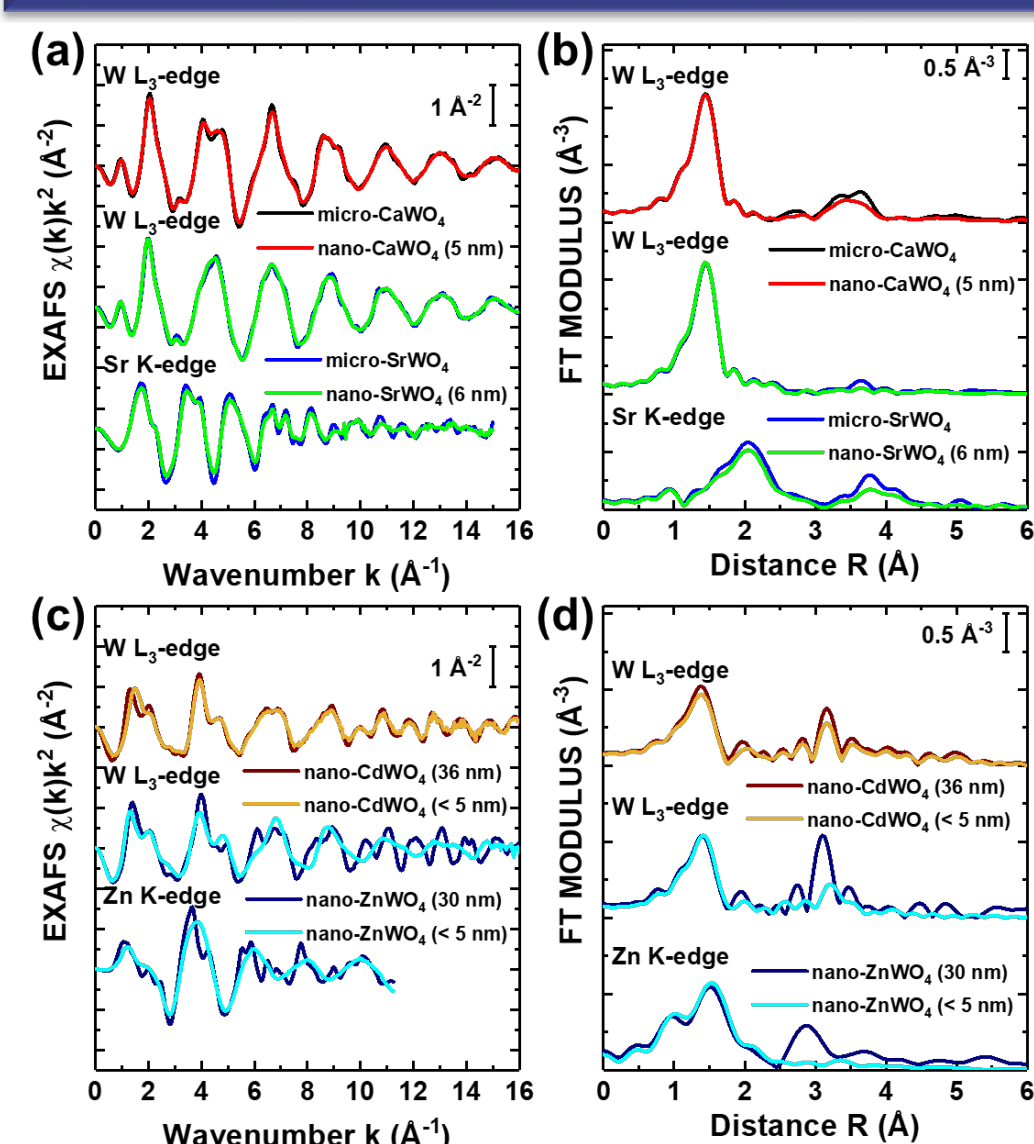 (a)
W L3-edge
1 Å-2
EXAFS χ(k)k2 (Å-2)
W L3-edge
micro-CaWO4
nano-CaWO4 (5 nm)
Sr K-edge
micro-SrWO4
nano-SrWO4 (6 nm)
0 2 4 6 8 10 12 14 16
Wavenumber k (Å-1)
(b)
W L3-edge
0.5 Å-3
FT MODULUS (Å-3)
W L3-edge
micro-CaWO4
nano-CaWO4 (5 nm)
Sr K-edge
micro-SrWO4
nano-SrWO4 (6 nm)
0 1 2 3 4 5 6
Distance R (Å)
(c)
W L3-edge
1 Å-2
EXAFS χ(k)k2 (Å-2)
W L3-edge
nano-CdWO4 (36 nm)
nano-CdWO4 (< 5 nm)
Zn K-edge
nano-ZnWO4 (30 nm)
nano-ZnWO4 (< 5 nm)
0 2 4 6 8 10 12 14 16
Wavenumber k (Å-1)
(d)
W L3-edge
0.5 Å-3
FT MODULUS (Å-3)
W L3-edge
nano-CdWO4 (36 nm)
nano-CdWO4 (< 5 nm)
Zn K-edge
nano-ZnWO4 (30 nm)
nano-ZnWO4 (< 5 nm)
0 1 2 3 4 5 6
Distance R (Å)